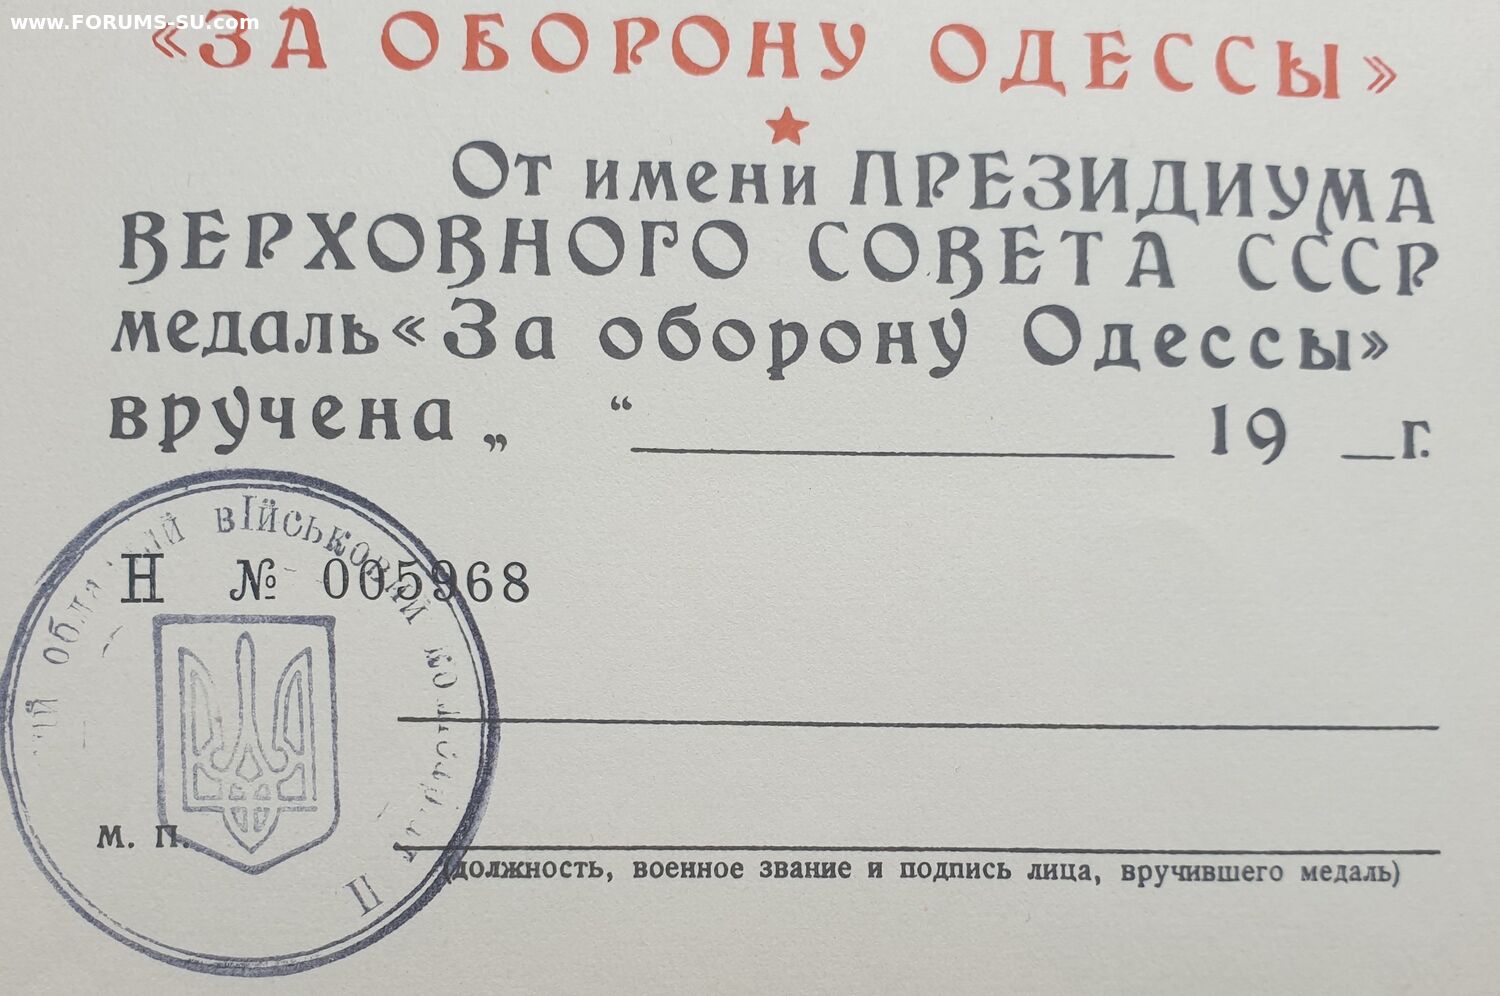 www.FORUMS-SU.com
«ЗА ОБОРОНУ ОДЕССЫ»
От имени ПРЕЗИДИУМА
ВЕРХОВНОГО СОВЕТА СССР
медаль «За оборону Одессы»
вручена „ “ 19 г.
військовий
Н № 005968
м. п.
(должность, военное звание и подпись лица, вручившего медаль)